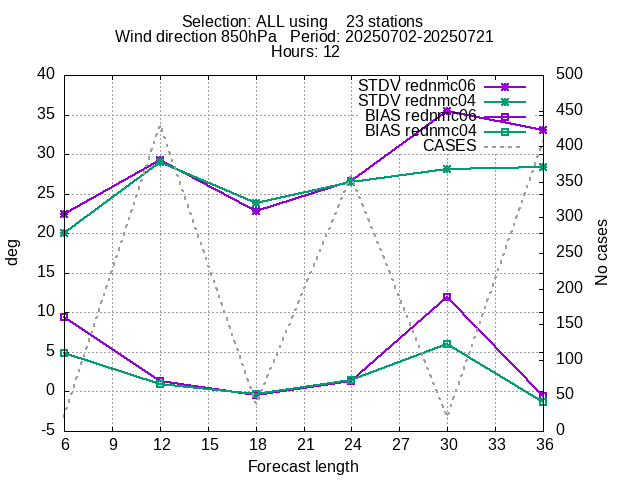 Selection: ALL using    23 stations
Wind direction 850hPa   Period: 20250702-20250721
Hours: 12
STDV rednmc06
STDV rednmc04
BIAS rednmc06
BIAS rednmc04
CASES
40
35
30
25
20
15
10
5
0
-5
deg
500
450
400
350
300
250
200
150
100
50
0
No cases
6 9 12 15 18 21 24 27 30 33 36
Forecast length